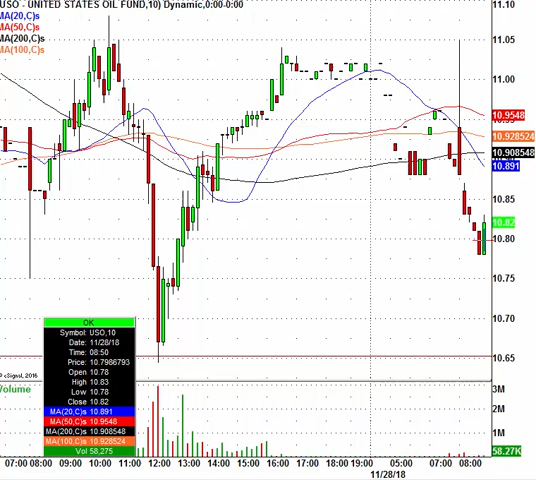 USO - UNITED STATES OIL FUND,10) Dynamic,0:00-0:00
MA(20,C)s
MA(50,C)s
MA(200,C)s
MA(100,C)s
11.10
11.05
11.00
10.9548
10.928524
10.908548
10.891
10.85
10.82
10.80
10.75
10.70
10.65
OK
Symbol: USO,10
Date: 11/28/18
Time: 08:50
Price: 10.7986793
Open 10.78
High 10.83
Low 10.78
Close 10.82
MA(20,C)s 10.891
MA(50,C)s 10.9548
MA(200,C)s 10.908548
MA(100,C)s 10.928524
Vol 58,275
© eSignal, 2016
Volume
3M
2M
1M
58.27K
07:00 08:00 09:00 10:00 11:00 12:00 13:00 14:00 15:00 16:00 17:00 18:00 19:00 05:00 07:00 08:00
11/28/18